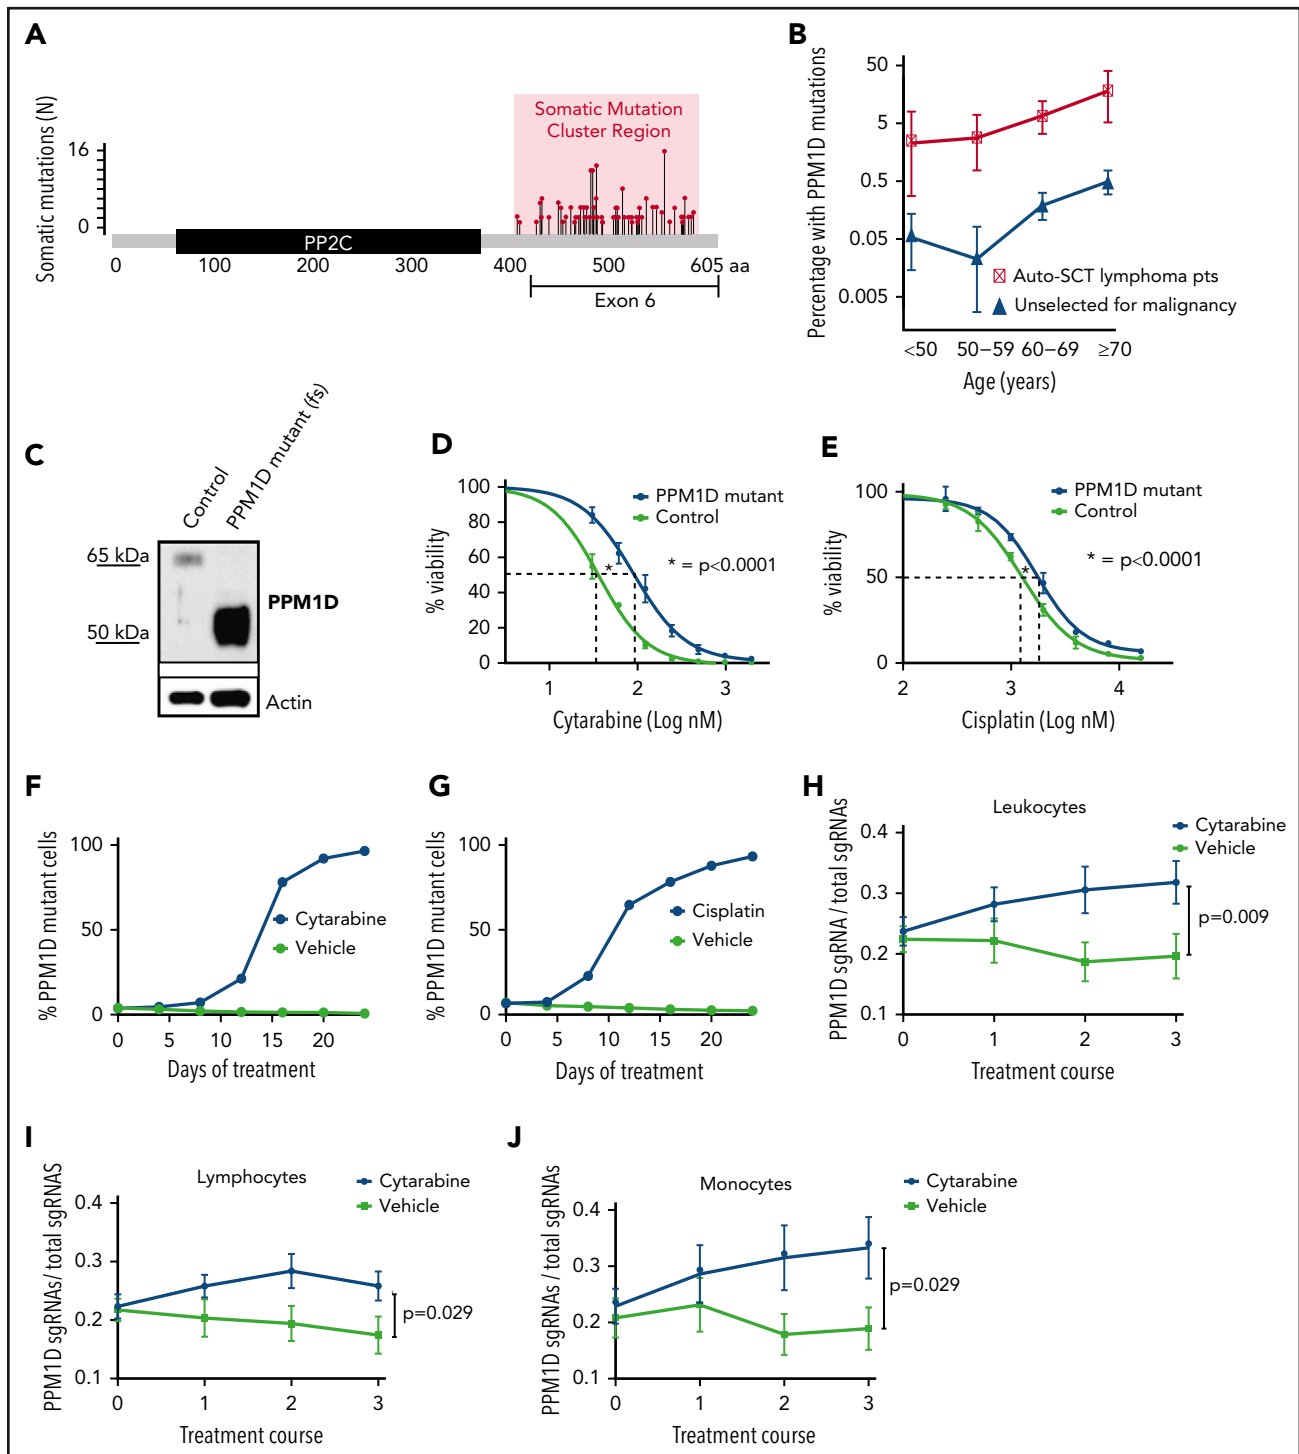 A
Somatic mutations (N)
16
0
Somatic Mutation
Cluster Region
PP2C
0 100 200 300 400 500 605 aa
Exon 6
B
Percentage with PPM1D mutations
50
5
0.5
0.05
0.005
Auto-SCT lymphoma pts
Unselected for malignancy
<50 50–59 60–69 ≥70
Age (years)
C
Control
PPM1D mutant (fs)
65 kDa
PPM1D
50 kDa
Actin
D
% viability
100
80
60
40
20
0
PPM1D mutant
Control
* = p<0.0001
*
1 2 3
Cytarabine (Log nM)
E
% viability
100
50
0
PPM1D mutant
Control
* = p<0.0001
*
2 3 4
Cisplatin (Log nM)
F
% PPM1D mutant cells
100
50
0
Cytarabine
Vehicle
0 5 10 15 20
Days of treatment
G
% PPM1D mutant cells
100
50
0
Cisplatin
Vehicle
0 5 10 15 20
Days of treatment
H
PPM1D sgRNA / total sgRNAs
Leukocytes
0.4
0.3
0.2
0.1
Cytarabine
Vehicle
p=0.009
0 1 2 3
Treatment course
I
PPM1D sgRNAs/ total sgRNAS
Lymphocytes
0.4
0.3
0.2
0.1
Cytarabine
Vehicle
p=0.029
0 1 2 3
Treatment course
J
PPM1D sgRNAs / total sgRNAs
Monocytes
0.4
0.3
0.2
0.1
Cytarabine
Vehicle
p=0.029
0 1 2 3
Treatment course